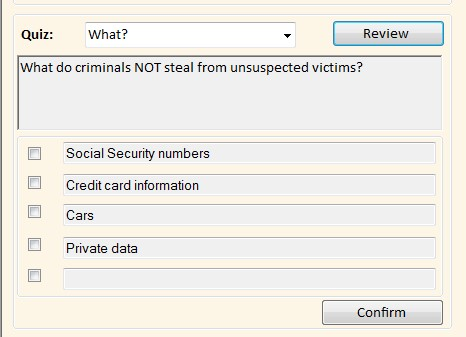 Quiz: What? Review
What do criminals NOT steal from unsuspected victims?
Social Security numbers
Credit card information
Cars
Private data
Confirm